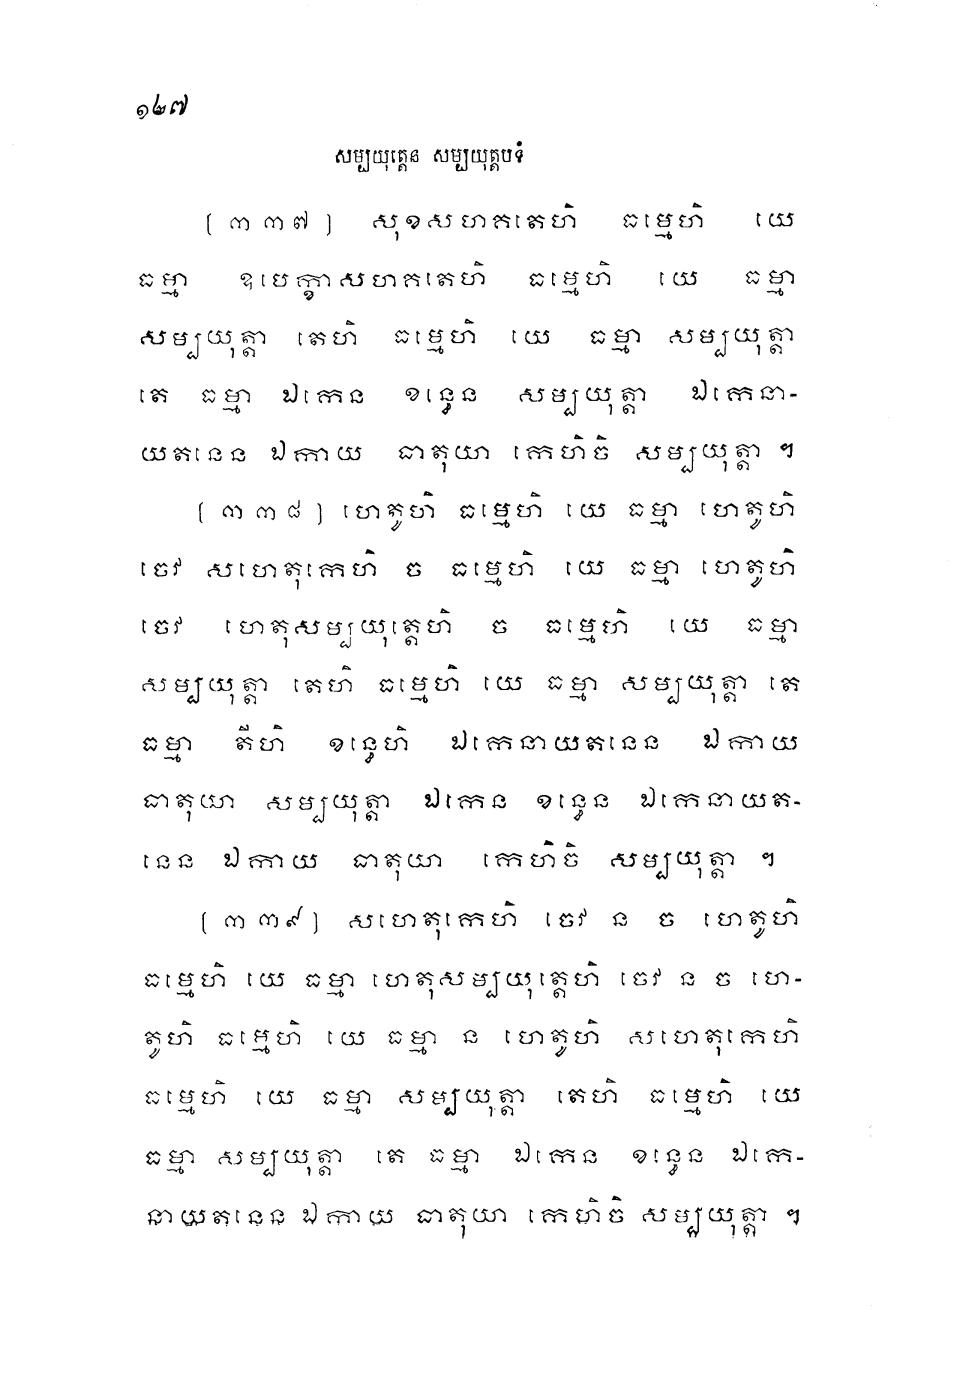 ១២៧
សម្បយុត្តេន សម្បយុត្តបទំ
(៣៣៧) សុខសហគតេហិ ធម្មេហិ យេ
ធម្មា ឧបេក្ខាសហគតេហិ ធម្មេហិ យេ ធម្មា
សម្បយុត្តា តេហិ ធម្មេហិ យេ ធម្មា សម្បយុត្តា
តេ ធម្មា ឯកេន ខន្ធេន សម្បយុត្តា ឯកេនា-
យតនេន ឯកាយ ធាតុយា កេហិចិ សម្បយុត្តា ។
(៣៣៨) ហេតូហិ ធម្មេហិ យេ ធម្មា ហេតូហិ
ចេវ សហេតុកេហិ ច ធម្មេហិ យេ ធម្មា ហេតូហិ
ចេវ ហេតុសម្បយុត្តេហិ ច ធម្មេហិ យេ ធម្មា
សម្បយុត្តា តេហិ ធម្មេហិ យេ ធម្មា សម្បយុត្តា តេ
ធម្មា តីហិ ខន្ធេហិ ឯកេនាយតនេន ឯកាយ
ធាតុយា សម្បយុត្តា ឯកេន ខន្ធេន ឯកេនាយត-
នេន ឯកាយ ធាតុយា កេហិចិ សម្បយុត្តា ។
(៣៣៩) សហេតុកេហិ ចេវ ន ច ហេតូហិ
ធម្មេហិ យេ ធម្មា ហេតុសម្បយុត្តេហិ ចេវ ន ច ហេ-
តូហិ ធម្មេហិ យេ ធម្មា ន ហេតូហិ សហេតុកេហិ
ធម្មេហិ យេ ធម្មា សម្បយុត្តា តេហិ ធម្មេហិ យេ
ធម្មា សម្បយុត្តា តេ ធម្មា ឯកេន ខន្ធេន ឯកេ-
នាយតនេន ឯកាយ ធាតុយា កេហិចិ សម្បយុត្តា ។